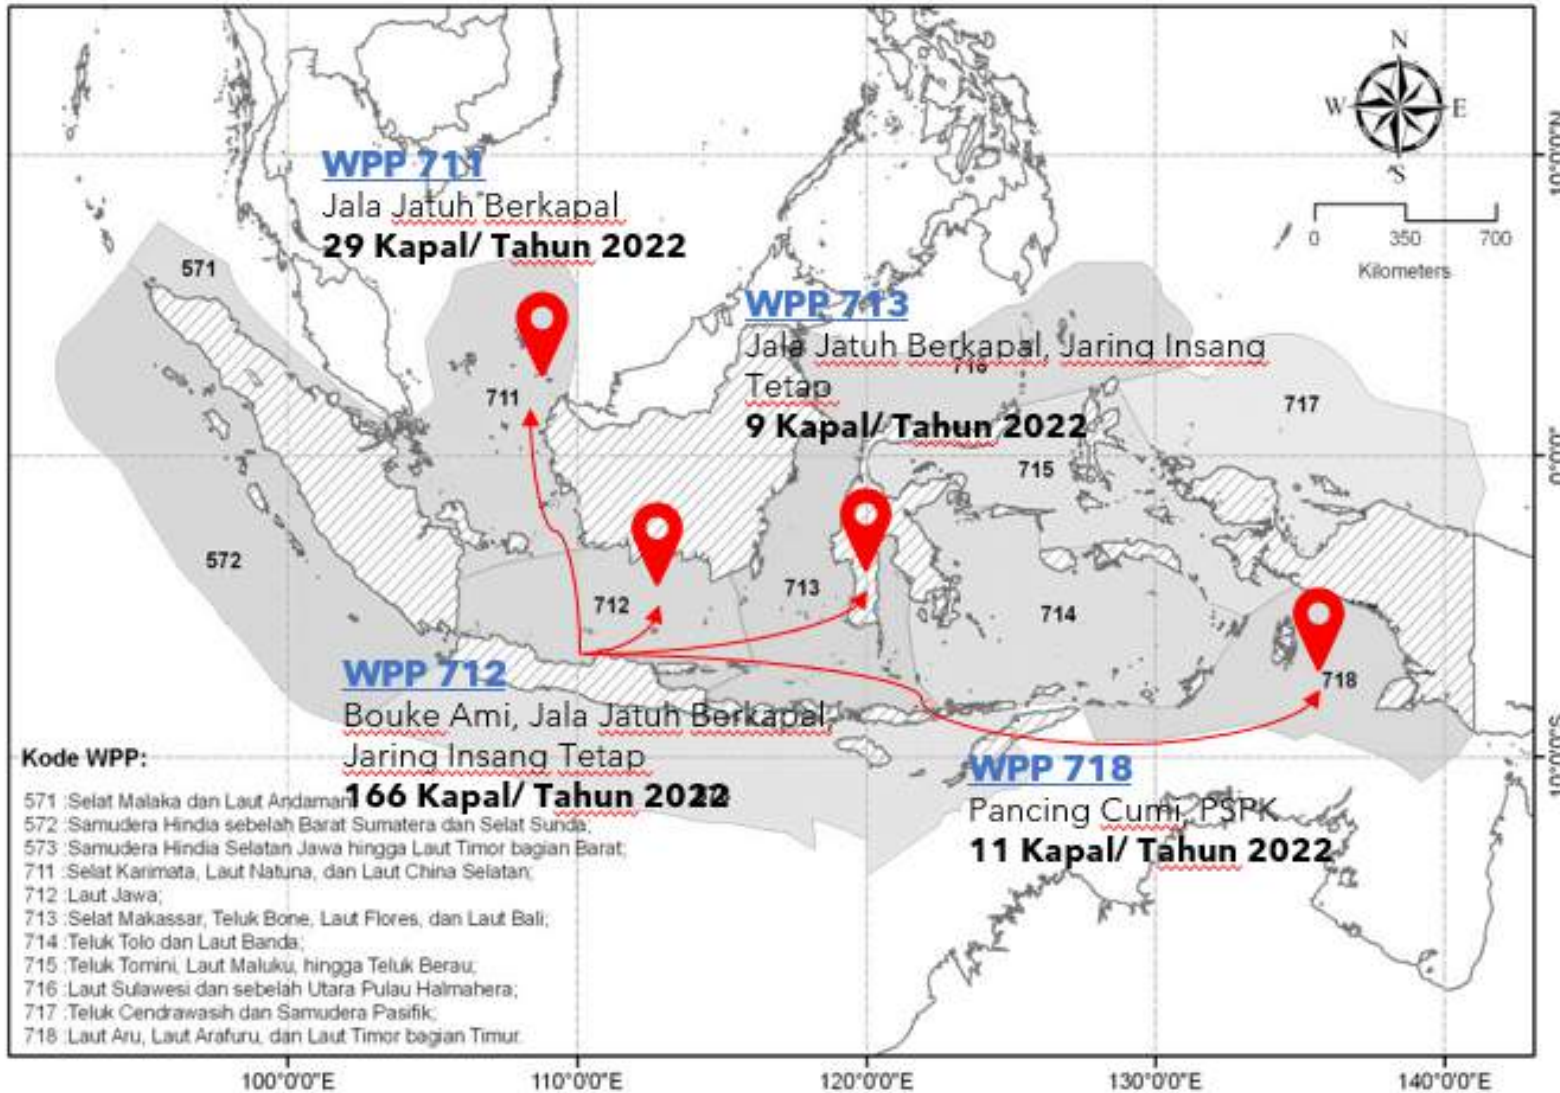 N
W E
S
0 350 700
Kilometers
10°0'0"N
0°0'0"
10°0'0"S
WPP 711
Jala Jatuh Berkapal
29 Kapal/ Tahun 2022
WPP 713
Jala Jatuh Berkapal, Jaring Insang
Tetap
9 Kapal/ Tahun 2022
571
711
716
717
715
572
712
713
714
718
WPP 712
Bouke Ami, Jala Jatuh Berkapal,
Jaring Insang Tetap
166 Kapal/ Tahun 2022
WPP 718
Pancing Cumi, PSPK
11 Kapal/ Tahun 2022
Kode WPP:
571 :Selat Malaka dan Laut Andaman
572 :Samudera Hindia sebelah Barat Sumatera dan Selat Sunda;
573 :Samudera Hindia Selatan Jawa hingga Laut Timor bagian Barat;
711 :Selat Karimata, Laut Natuna, dan Laut China Selatan;
712 :Laut Jawa;
713 :Selat Makassar, Teluk Bone, Laut Flores, dan Laut Bali;
714 :Teluk Tolo dan Laut Banda;
715 :Teluk Tomini, Laut Maluku, hingga Teluk Berau;
716 :Laut Sulawesi dan sebelah Utara Pulau Halmahera;
717 :Teluk Cendrawasih dan Samudera Pasifik;
718 :Laut Aru, Laut Arafuru, dan Laut Timor bagian Timur.
100°0'0"E 110°0'0"E 120°0'0"E 130°0'0"E 140°0'0"E